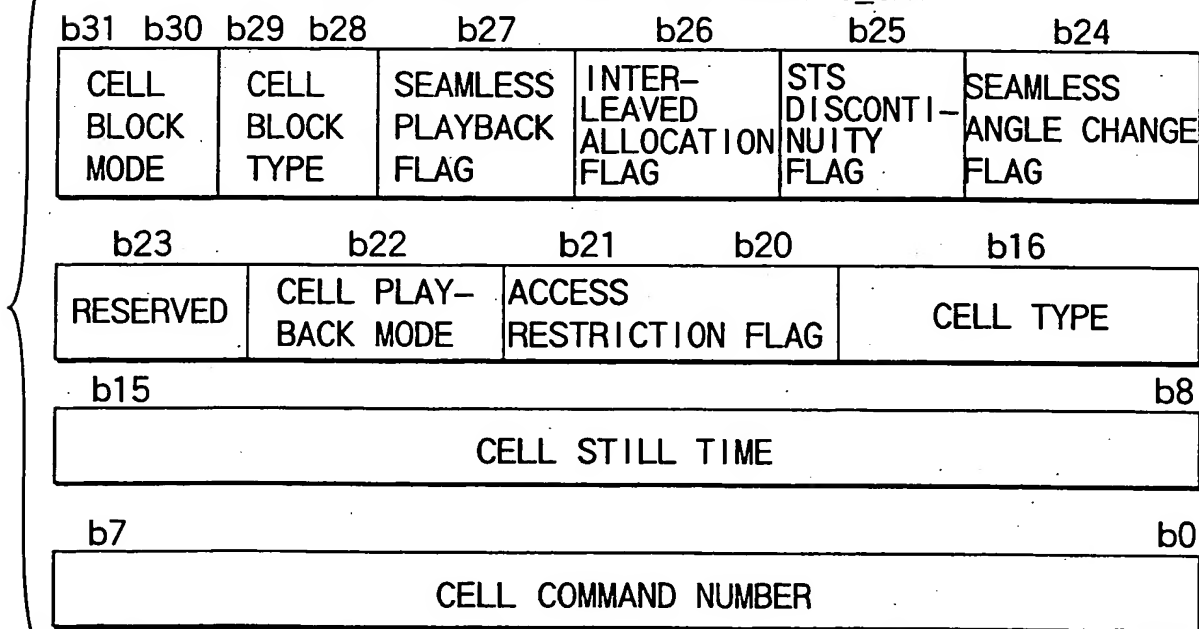 b31 b30 b29 b28 b27 b26 b25 b24
CELL BLOCK MODE
CELL BLOCK TYPE
SEAMLESS PLAYBACK FLAG
INTER-
LEAVED
ALLOCATION
FLAG
STS
DISCONTI-
NUITY
FLAG
SEAMLESS
ANGLE CHANGE
FLAG
b23 b22 b21 b20 b16
RESERVED
CELL PLAY-
BACK MODE
ACCESS
RESTRICTION FLAG
CELL TYPE
b15 b8
CELL STILL TIME
b7 b0
CELL COMMAND NUMBER